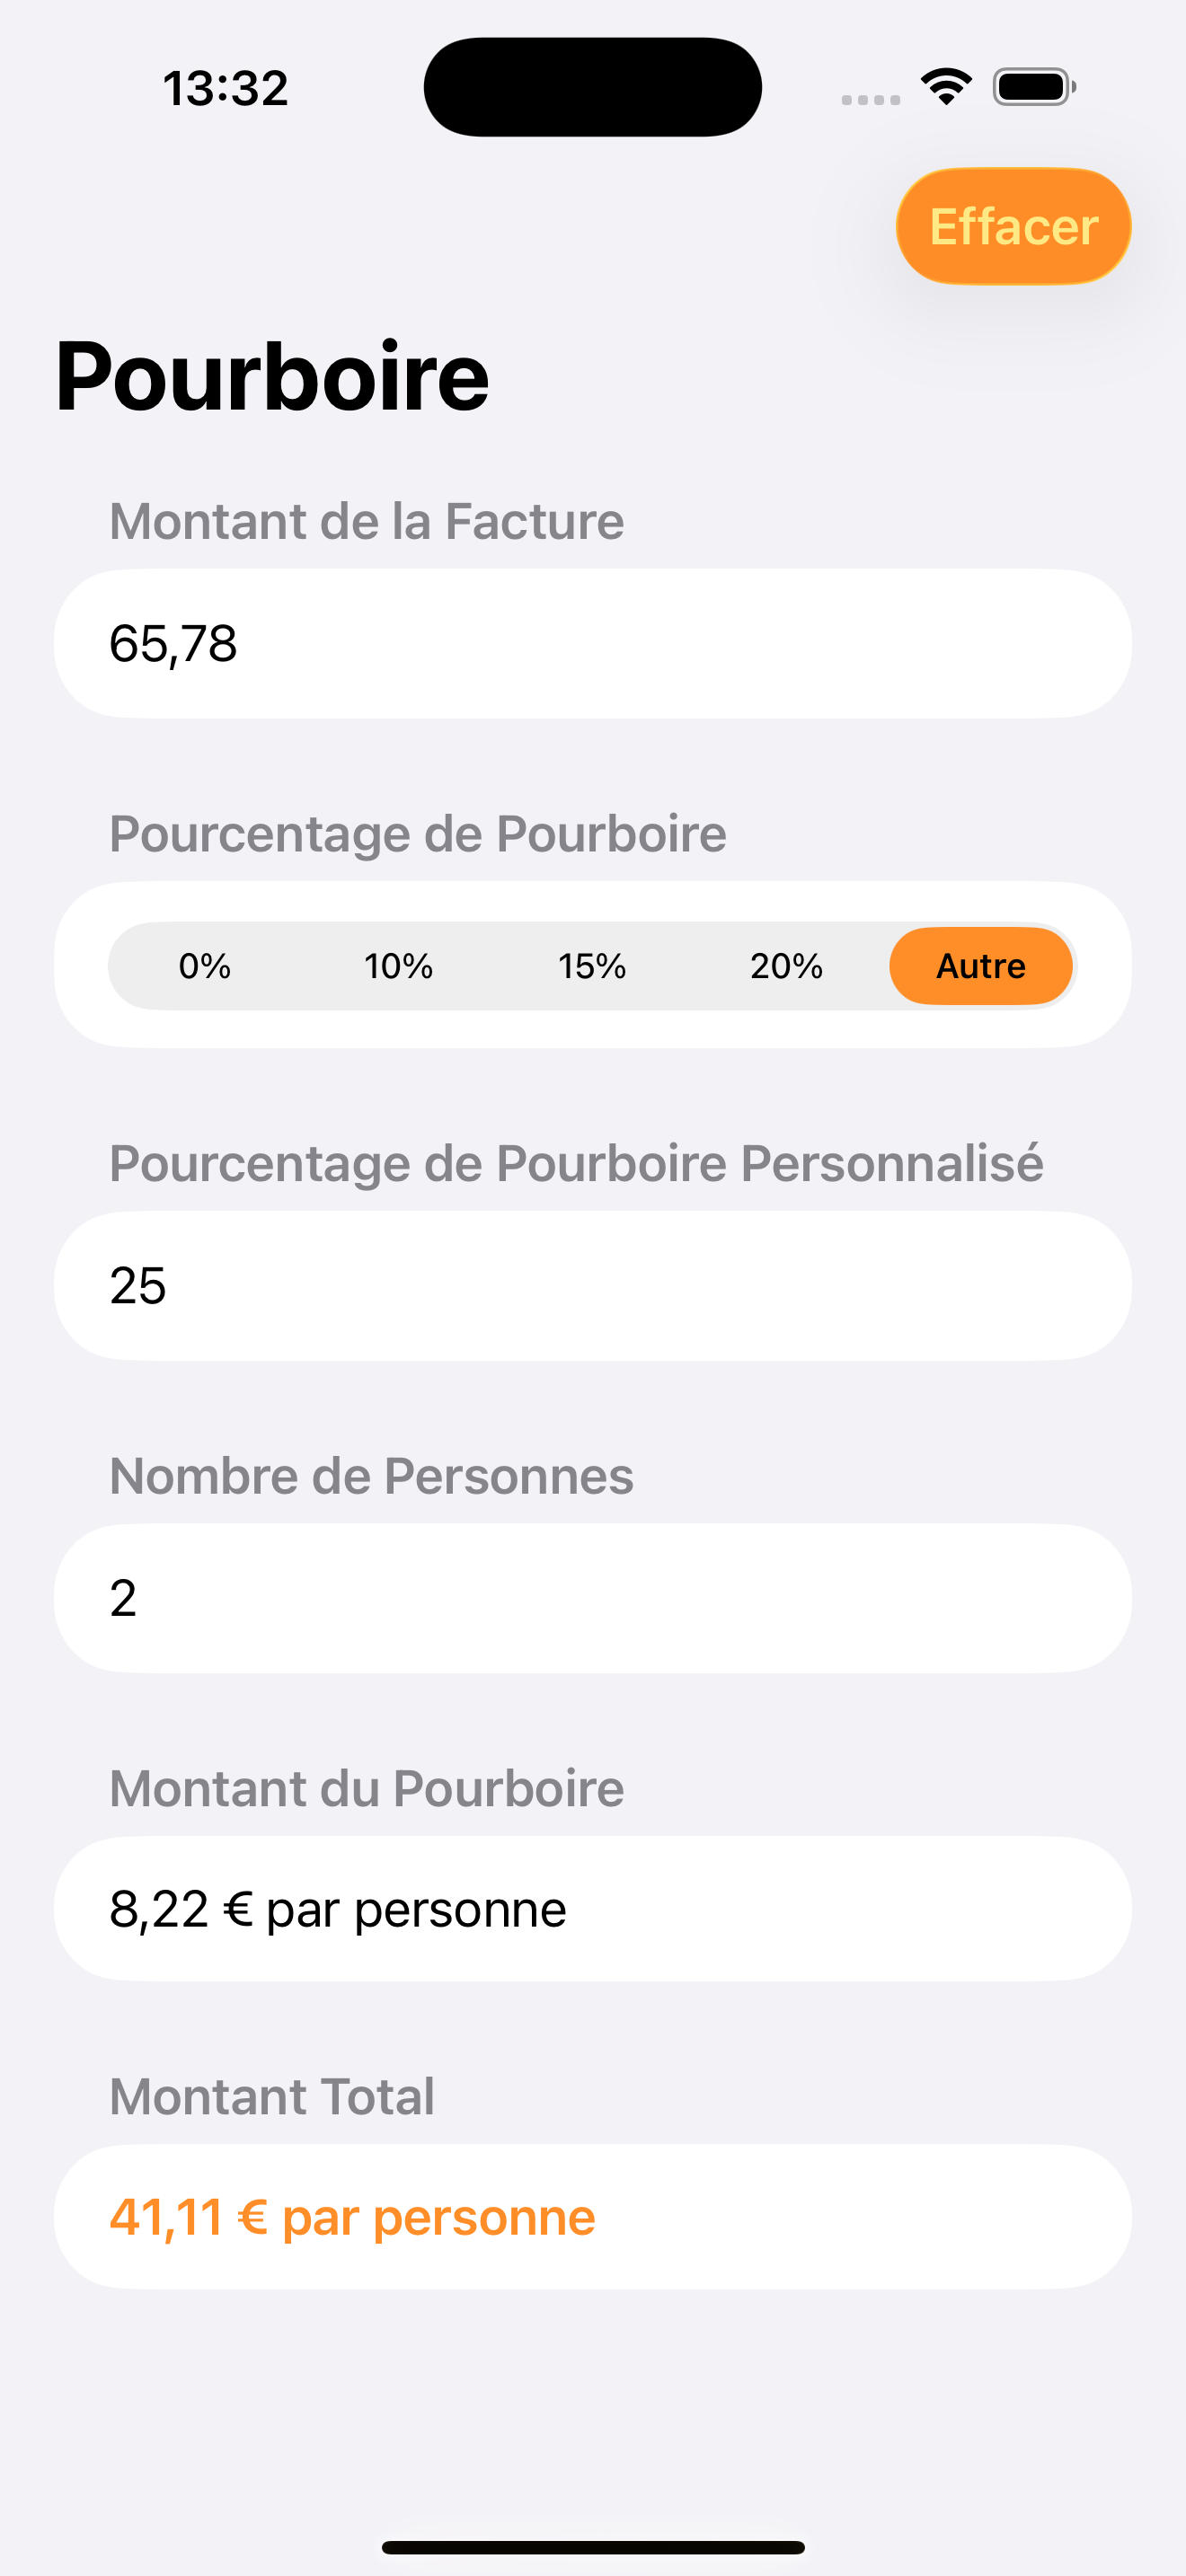 13:32
Effacer
Pourboire
Montant de la Facture
65,78
Pourcentage de Pourboire
0% 10% 15% 20% Autre
Pourcentage de Pourboire Personnalisé
25
Nombre de Personnes
2
Montant du Pourboire
8,22 € par personne
Montant Total
41,11 € par personne